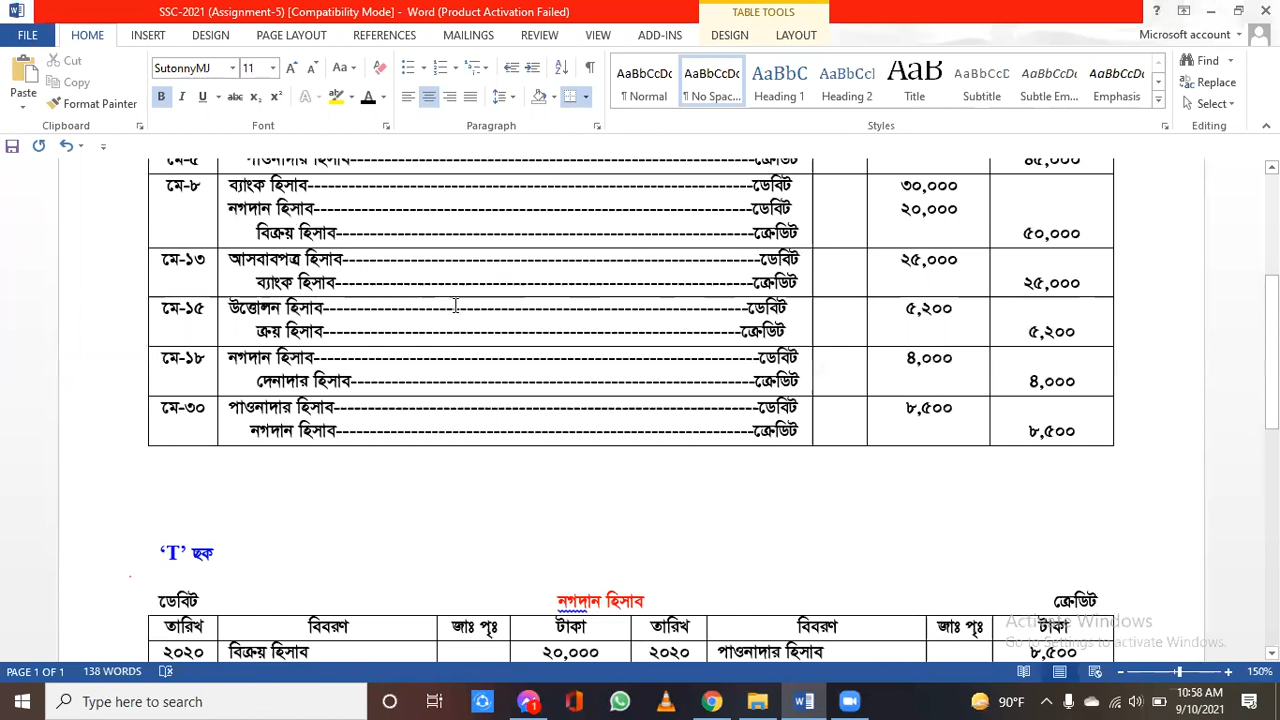 SSC-2021 (Assignment-5) [Compatibility Mode] - Word (Product Activation Failed)
TABLE TOOLS
FILE HOME INSERT DESIGN PAGE LAYOUT REFERENCES MAILINGS REVIEW VIEW ADD-INS DESIGN LAYOUT Microsoft account
Cut
Copy
Format Painter
Paste
SutonnyMJ 11
AaBbCcDc AaBbCcDc AaBbC AaBbCcD AaB AaBbCcD AaBbCcDc
¶ Normal ¶ No Spac... Heading 1 Heading 2 Title Subtitle Subtle Em... Emphasis
Find
Replace
Select
Clipboard Font Paragraph Styles Editing
মে-৫ পাওনাদার হিসাব------ক্রেডিট ৪৫,০০০
মে-৮ ব্যাংক হিসাব------ডেবিট ৩০,০০০
নগদান হিসাব------ডেবিট ২০,০০০
বিক্রয় হিসাব------ক্রেডিট ৫০,০০০
মে-১৩ আসবাবপত্র হিসাব------ডেবিট ২৫,০০০
ব্যাংক হিসাব------ক্রেডিট ২৫,০০০
মে-১৫ উত্তোলন হিসাব------ডেবিট ৫,২০০
ক্রয় হিসাব------ক্রেডিট ৫,২০০
মে-১৮ নগদান হিসাব------ডেবিট ৪,০০০
দেনাদার হিসাব------ক্রেডিট ৪,০০০
মে-৩০ পাওনাদার হিসাব------ডেবিট ৮,৫০০
নগদান হিসাব------ক্রেডিট ৮,৫০০
‘T’ ছক
ডেবিট নগদান হিসাব ক্রেডিট
তারিখ বিবরণ জাঃ পৃঃ টাকা তারিখ বিবরণ জাঃ পৃঃ টাকা
২০২০ বিক্রয় হিসাব ২০,০০০ ২০২০ পাওনাদার হিসাব ৮,৫০০
Activate Windows
Go to Settings to activate Windows.
PAGE 1 OF 1 138 WORDS 150%
Type here to search
90°F
10:58 AM
9/10/2021